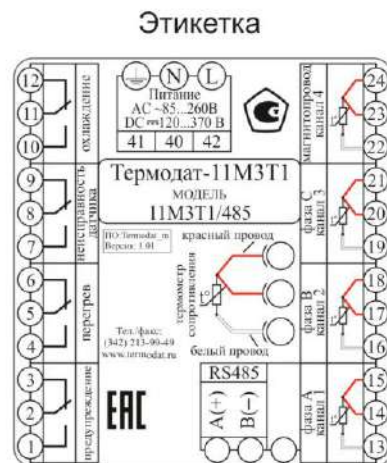 Этикетка
12
11
10
охлаждение
N
L
Питание
AC ~85...260В
DC 120...370 В
41 40 42
магнитопровод
канал 4
24
23
22
9
8
7
неисправность
датчика
Термодат-11М3Т1
МОДЕЛЬ
11М3Т1/485
фаза С
канал 3
21
20
19
ПО:Termodat_m
Версия: 1.01
красный провод
термометр
сопротивления
t°
белый провод
6
5
4
перегрев
фаза В
канал 2
18
17
16
Тел./факс:
(342) 213-99-49
www.termodat.ru
3
2
1
предупреждение
ЕАС
RS485
А(+)
В(−)
фаза А
канал 1
15
14
13